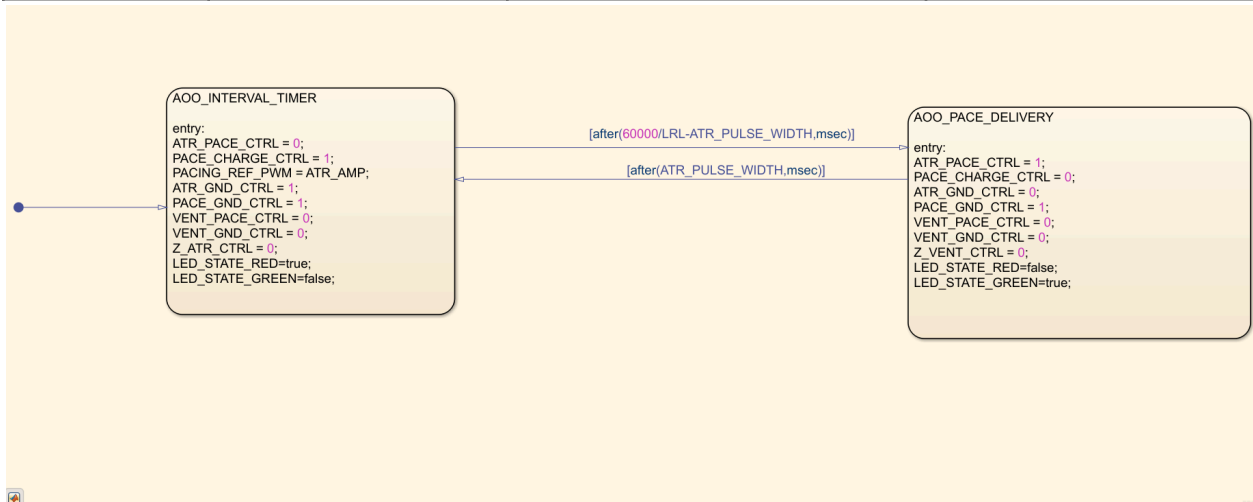 AOO_INTERVAL_TIMER
entry:
ATR_PACE_CTRL = 0;
PACE_CHARGE_CTRL = 1;
PACING_REF_PWM = ATR_AMP;
ATR_GND_CTRL = 1;
PACE_GND_CTRL = 1;
VENT_PACE_CTRL = 0;
VENT_GND_CTRL = 0;
Z_ATR_CTRL = 0;
LED_STATE_RED=true;
LED_STATE_GREEN=false;
[after(60000/LRL-ATR_PULSE_WIDTH,msec)]
[after(ATR_PULSE_WIDTH,msec)]
AOO_PACE_DELIVERY
entry:
ATR_PACE_CTRL = 1;
PACE_CHARGE_CTRL = 0;
ATR_GND_CTRL = 0;
PACE_GND_CTRL = 1;
VENT_PACE_CTRL = 0;
VENT_GND_CTRL = 0;
Z_VENT_CTRL = 0;
LED_STATE_RED=false;
LED_STATE_GREEN=true;